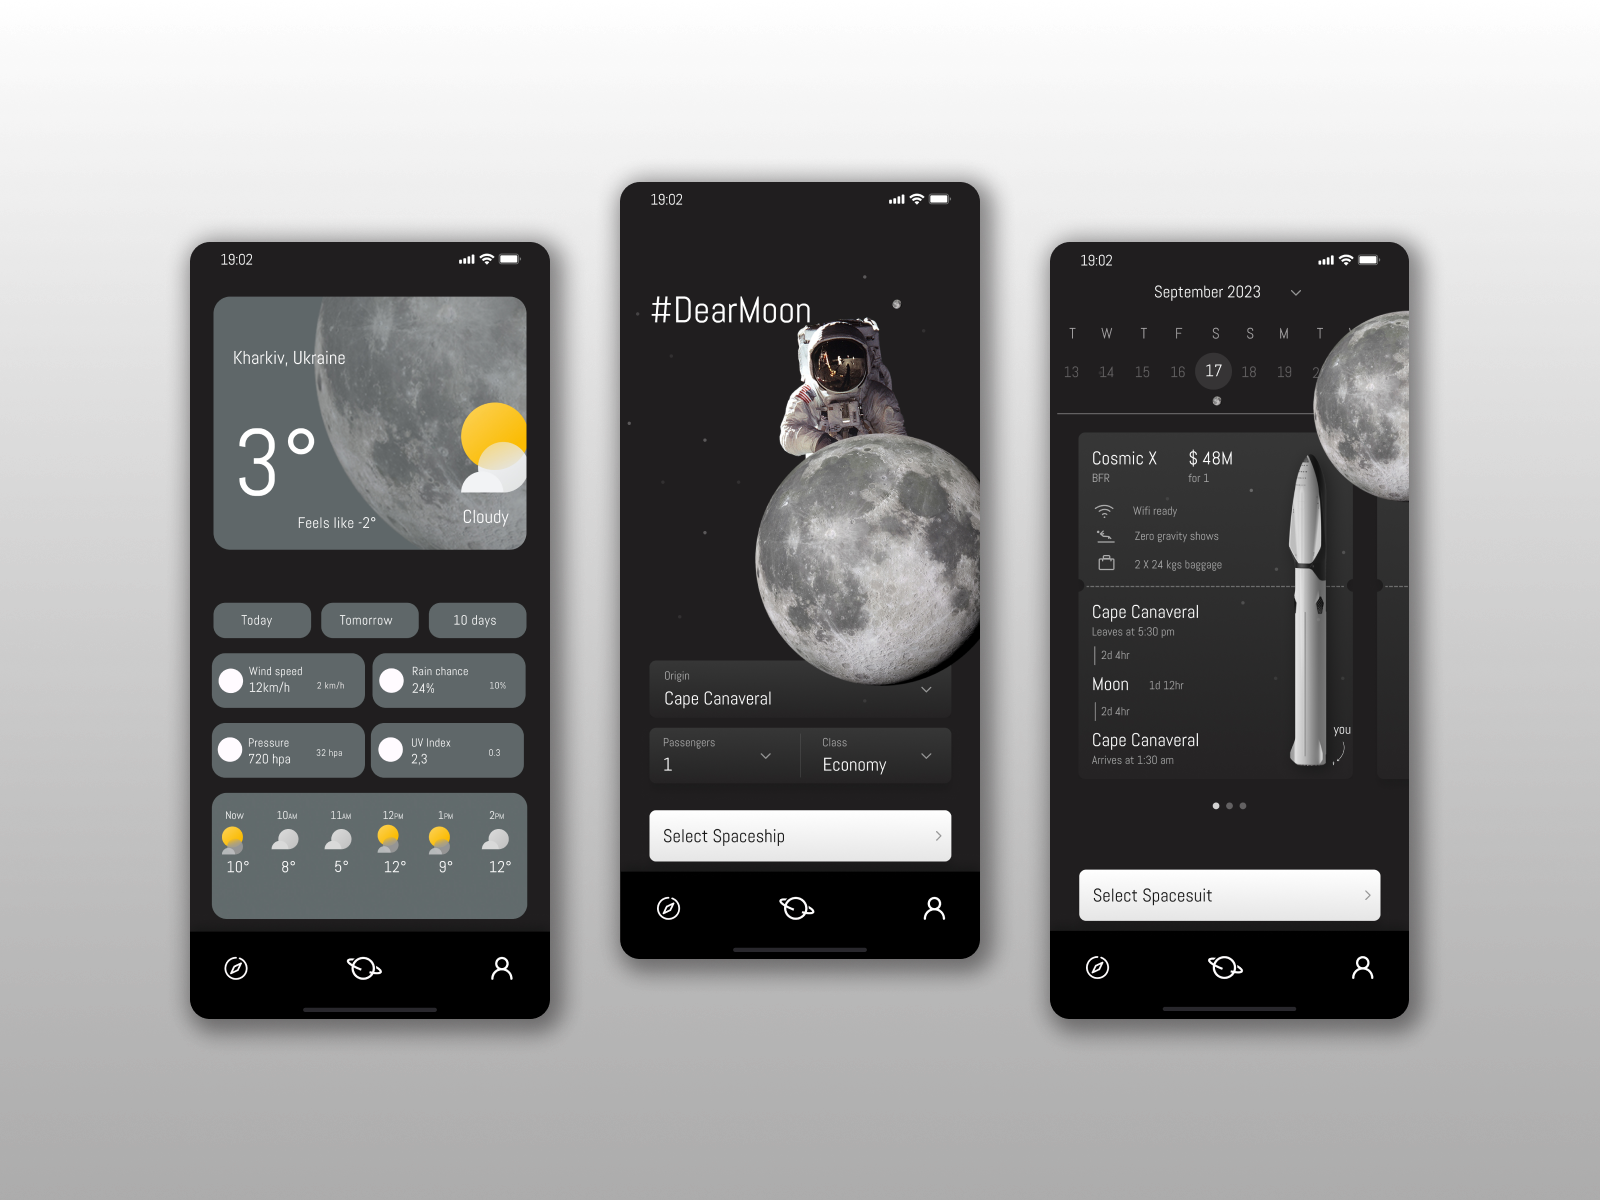 19:02
Kharkiv, Ukraine
3°
Feels like -2°
Cloudy
Today
Tomorrow
10 days
Wind speed
12km/h
2 km/h
Rain chance
24%
10%
Pressure
720 hpa
32 hpa
UV Index
2,3
0.3
Now 10AM 11AM 12PM 1PM 2PM
10° 8° 5° 12° 9° 12°
19:02
#DearMoon
Origin
Cape Canaveral
Passengers
1
Class
Economy
Select Spaceship
19:02
September 2023
T W T F S S M T
13 14 15 16 17 18 19 2
Cosmic X $ 48M
BFR for 1
Wifi ready
Zero gravity shows
2 X 24 kgs baggage
Cape Canaveral
Leaves at 5:30 pm
2d 4hr
Moon 1d 12hr
2d 4hr
you
Cape Canaveral
Arrives at 1:30 am
Select Spacesuit